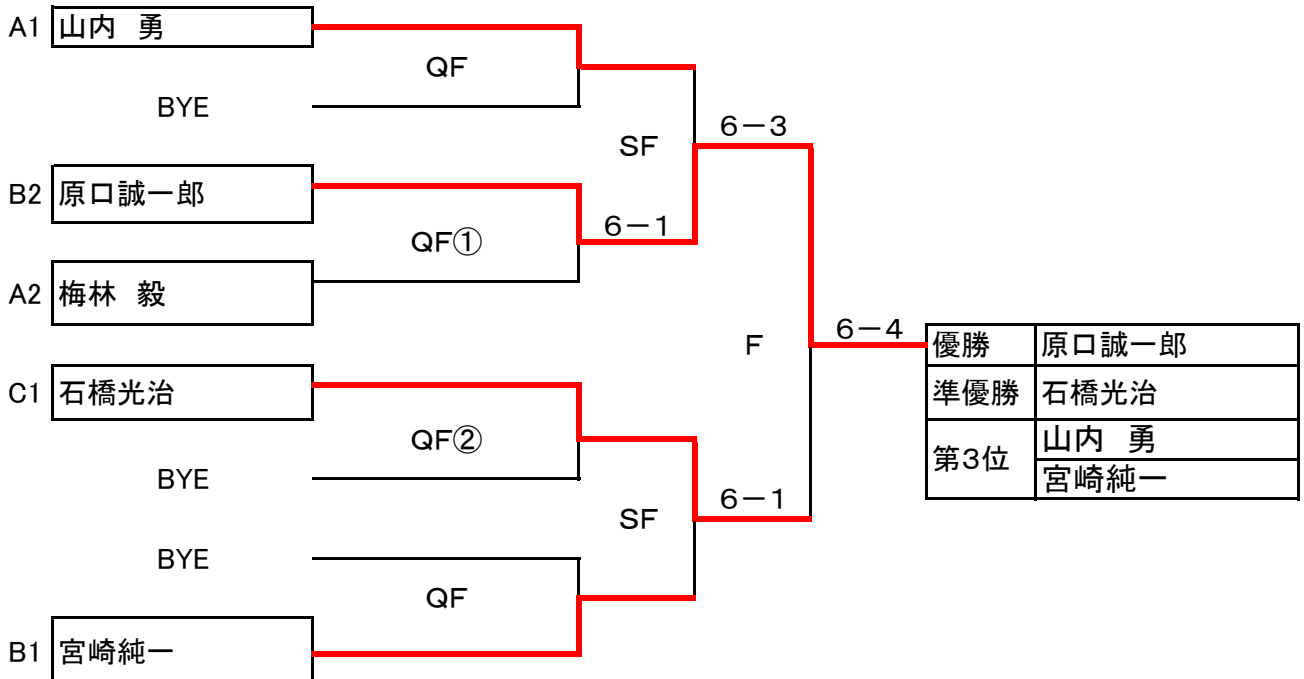 A1 山内　勇
QF
BYE
6－3
SF
B2 原口誠一郎
6－1
QF①
A2 梅林　毅
6－4
F
優勝 原口誠一郎
C1 石橋光治
準優勝 石橋光治
QF②
山内　勇
第3位
宮崎純一
BYE
6－1
SF
BYE
QF
B1 宮崎純一